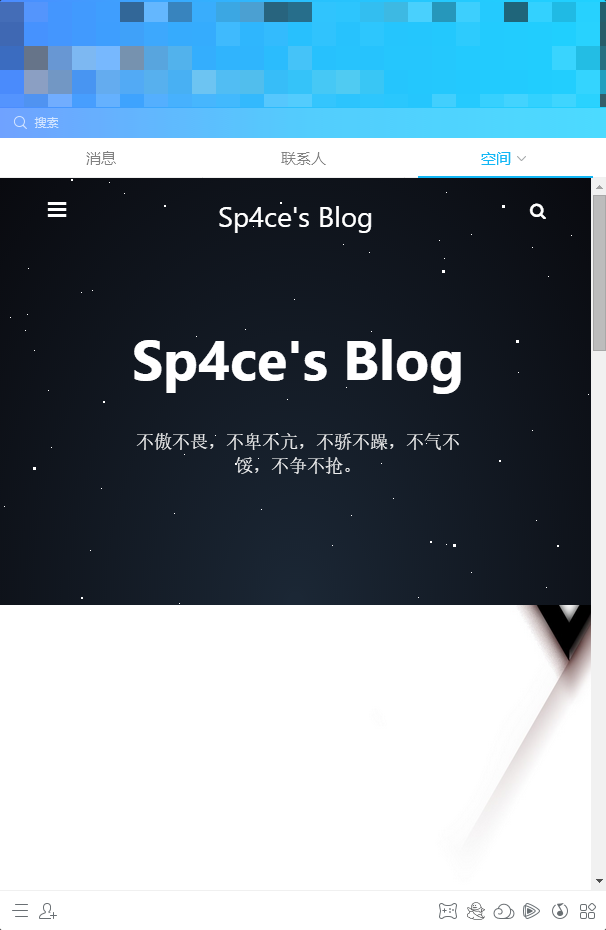 搜索
消息
联系人
空间
Sp4ce's Blog
Sp4ce's Blog
不傲不畏，不卑不亢，不骄不躁，不气不
馁，不争不抢。